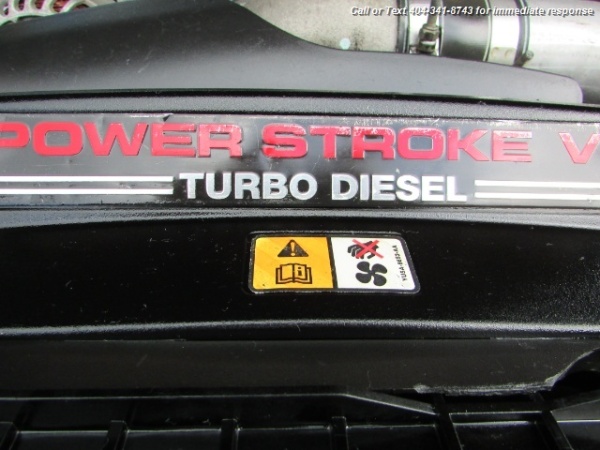 Call or Text 404-341-8743 for immediate response
POWER STROKE V
TURBO DIESEL